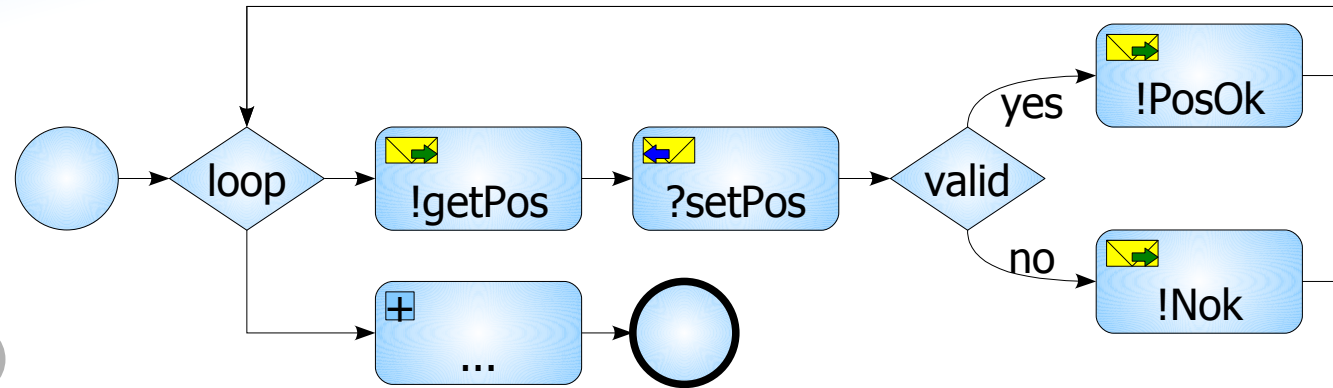 loop
!getPos
?setPos
valid
yes
!PosOk
no
!Nok
+
...